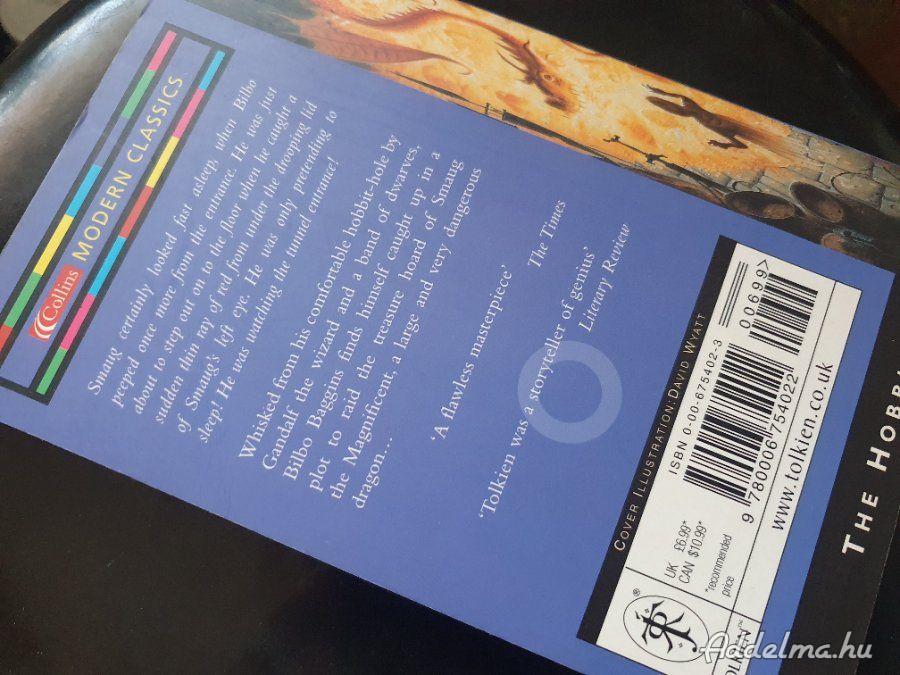 Collins
MODERN CLASSICS
Smaug certainly looked fast asleep, when Bilbo
peeped once more from the entrance. He was just
about to step out on to the floor when he caught a
sudden thin ray of red from under the drooping lid
of Smaug's left eye. He was only pretending to
sleep! He was watching the tunnel entrance!
Whisked from his comfortable hobbit-hole by
Gandalf the wizard and a band of dwarves,
Bilbo Baggins finds himself caught up in a
plot to raid the treasure hoard of Smaug
the Magnificent, a large and very dangerous
dragon...
'A flawless masterpiece'
The Times
'Tolkien was a storyteller of genius'
Literary Review
COVER ILLUSTRATION: DAVID WYATT
ISBN 0-00-675402-3
00699>
9 780006 754022
www.tolkien.co.uk
UK £6.99*
CAN $10.99*
*recommended
price
®
OLKIEN™
THE HOBBI
Addelma.hu